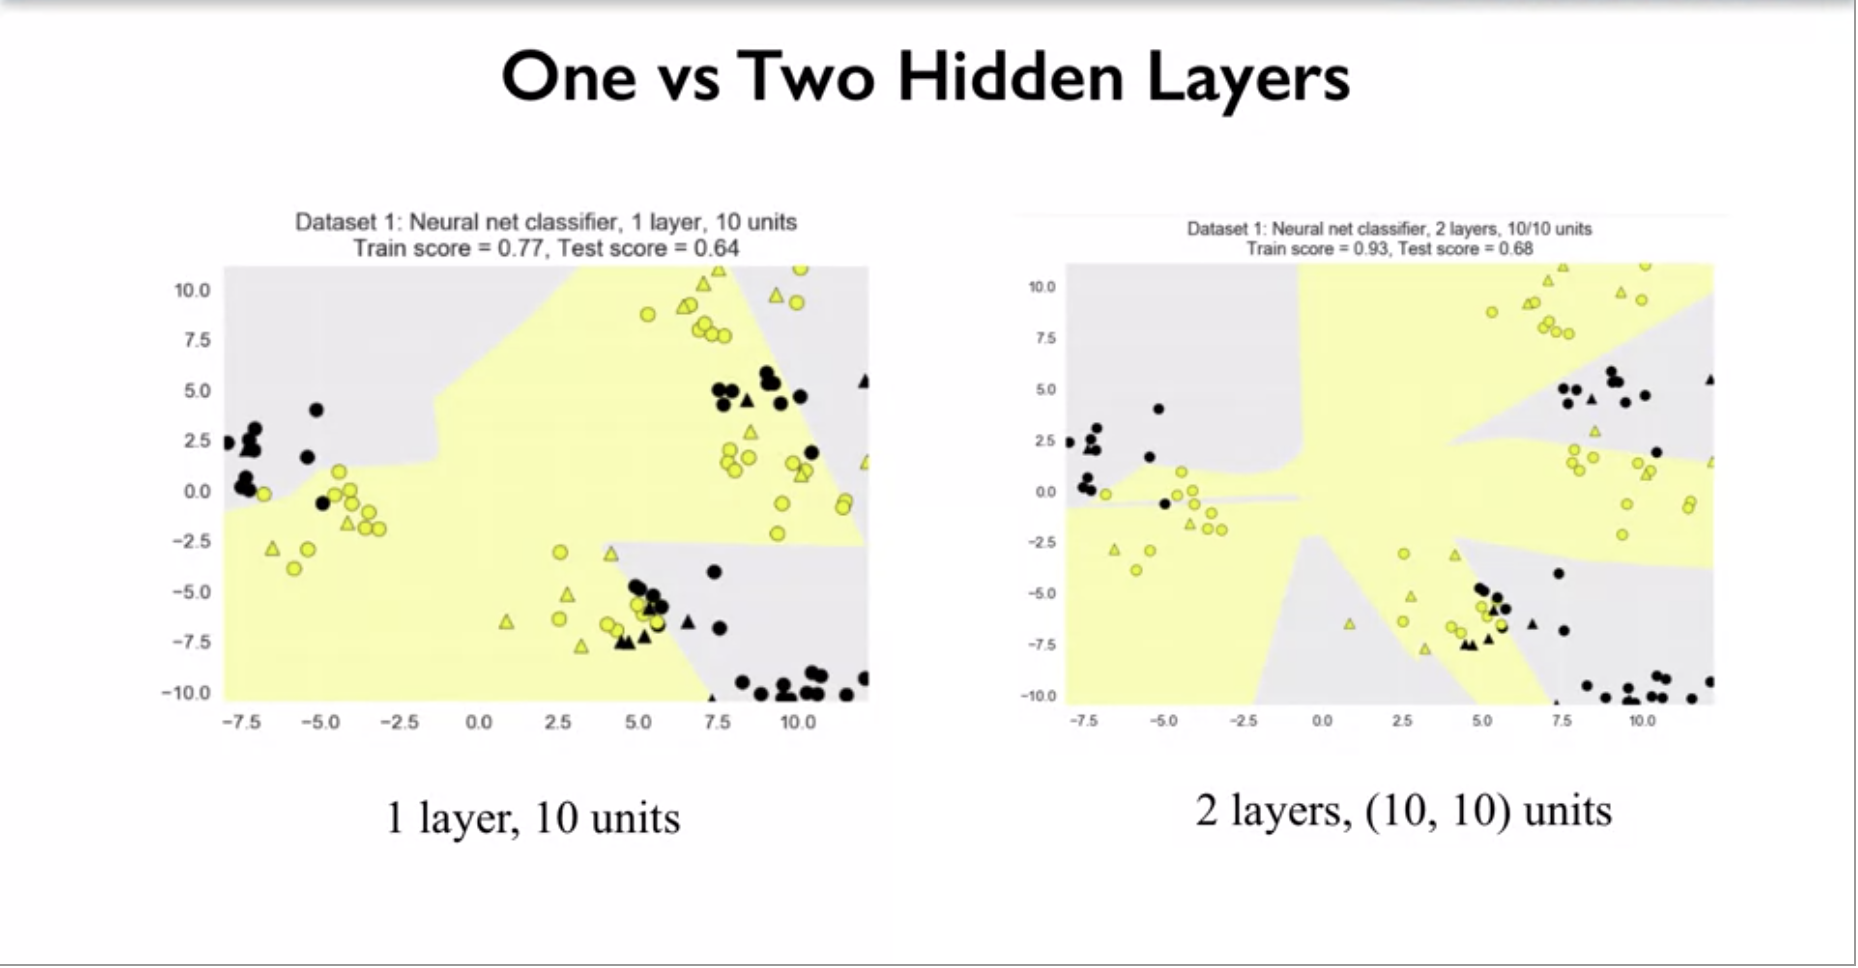 One vs Two Hidden Layers
Dataset 1: Neural net classifier, 1 layer, 10 units
Train score = 0.77, Test score = 0.64
10.0
7.5
5.0
2.5
0.0
−2.5
−5.0
−7.5
−10.0
−7.5 −5.0 −2.5 0.0 2.5 5.0 7.5 10.0
1 layer, 10 units
Dataset 1: Neural net classifier, 2 layers, 10/10 units
Train score = 0.93, Test score = 0.68
10.0
7.5
5.0
2.5
0.0
−2.5
−5.0
−7.5
−10.0
−7.5 −5.0 −2.5 0.0 2.5 5.0 7.5 10.0
2 layers, (10, 10) units